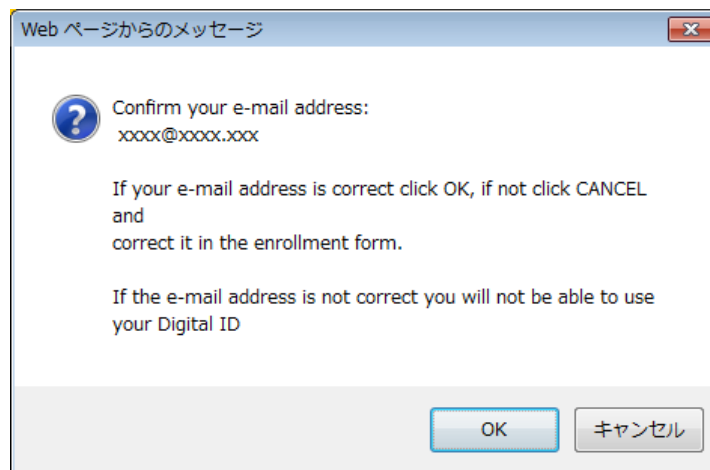 Web ページからのメッセージ
Confirm your e-mail address:
xxxx@xxxx.xxx
If your e-mail address is correct click OK, if not click CANCEL
and
correct it in the enrollment form.
If the e-mail address is not correct you will not be able to use
your Digital ID
OK
キャンセル